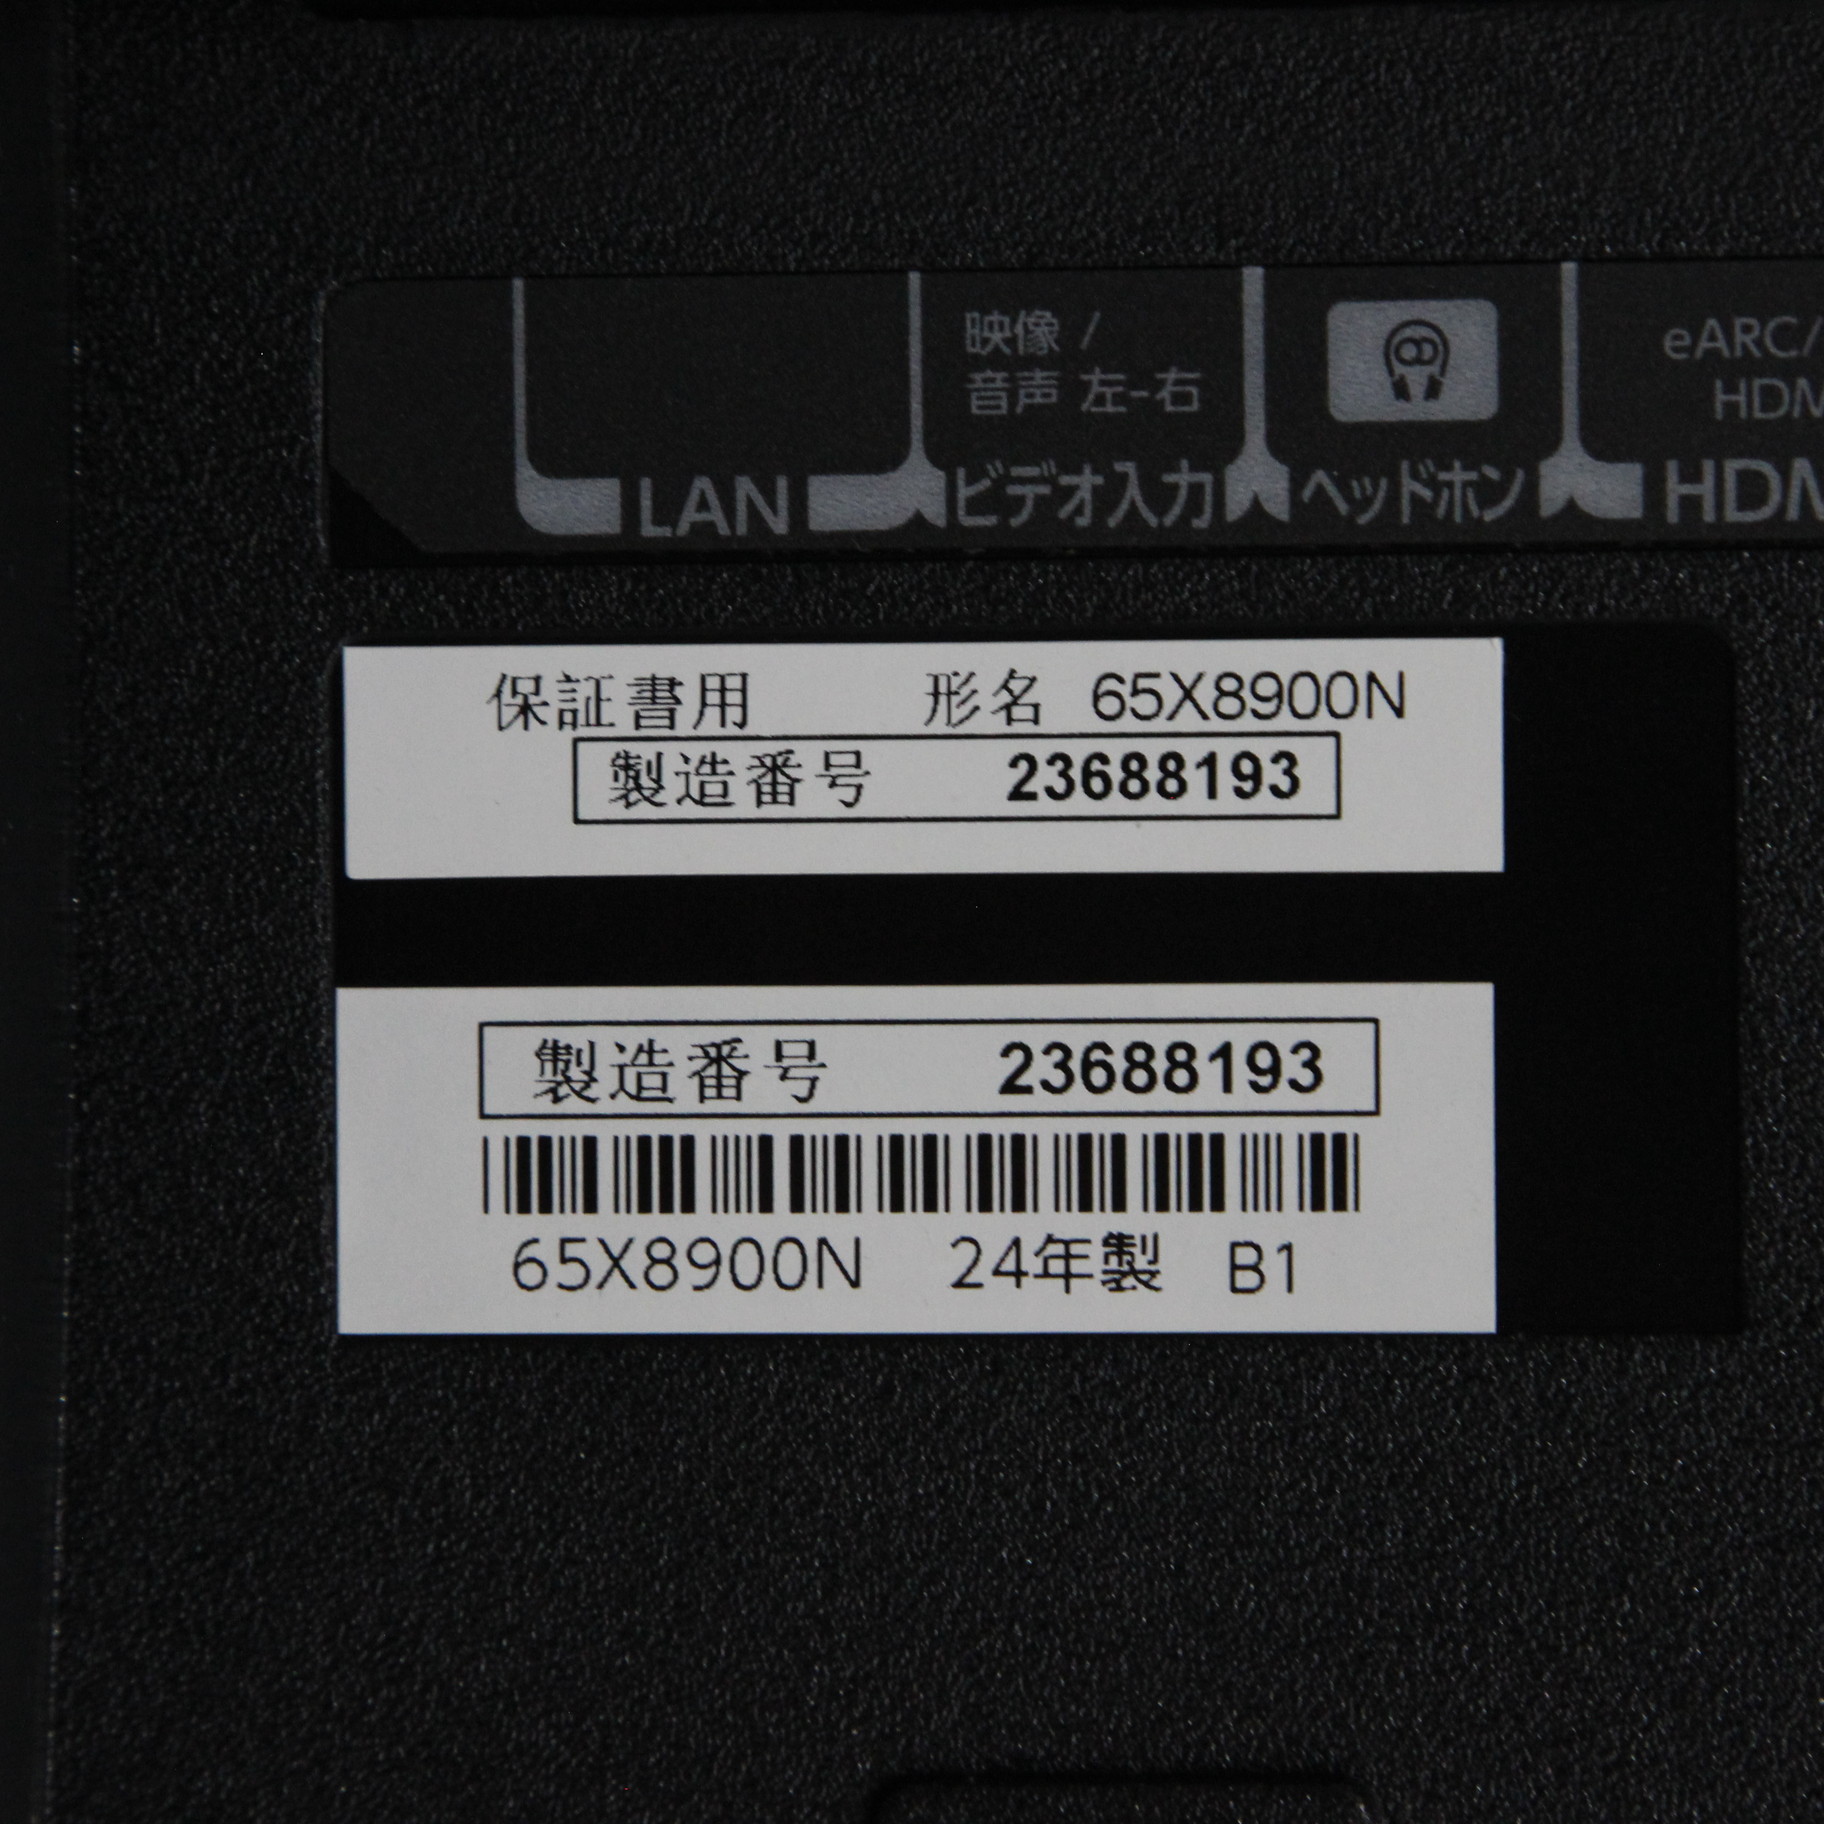 映像 /
音声 左-右
eARC/
HDM
LAN
ビデオ入力
ヘッドホン
HDM
保証書用 形名 65X8900N
製造番号 23688193
製造番号 23688193
65X8900N 24年製 B1